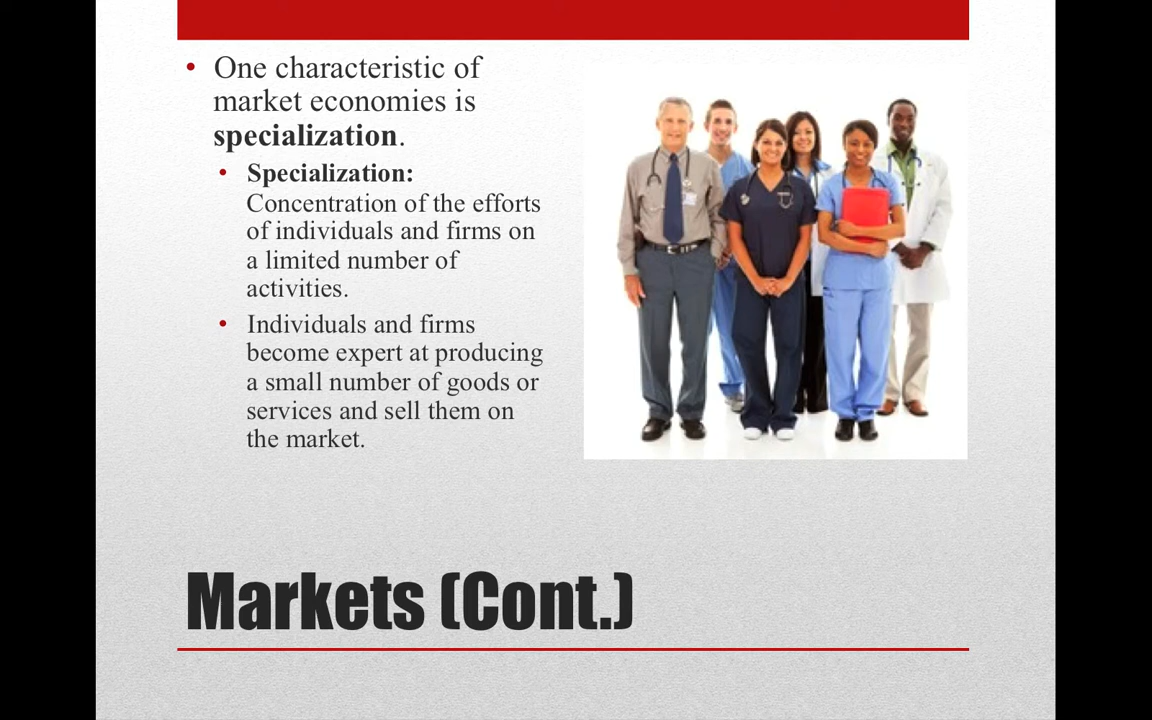 One characteristic of
market economies is
specialization.
Specialization:
Concentration of the efforts
of individuals and firms on
a limited number of
activities.
Individuals and firms
become expert at producing
a small number of goods or
services and sell them on
the market.
Markets (Cont.)